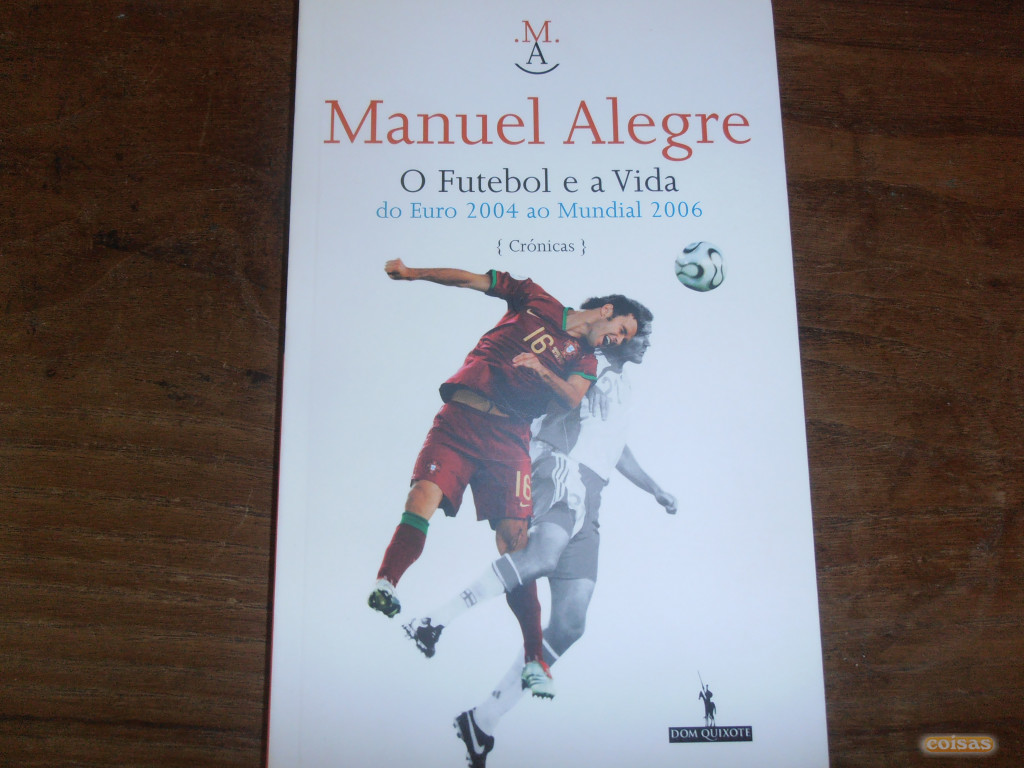 .M.
A
Manuel Alegre
O Futebol e a Vida
do Euro 2004 ao Mundial 2006
{ Crónicas }
16
16
DOM QUIXOTE
coisas